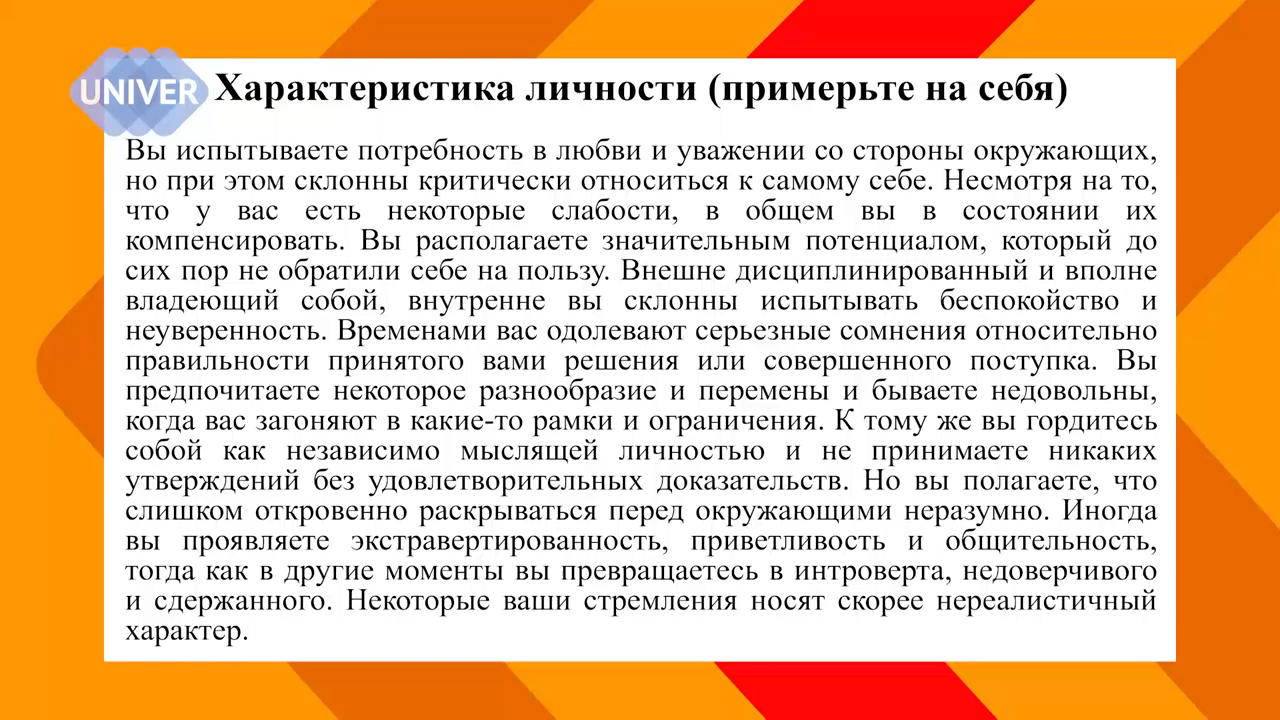 UNIVER
Характеристика личности (примерьте на себя)
Вы испытываете потребность в любви и уважении со стороны окружающих,
но при этом склонны критически относиться к самому себе. Несмотря на то,
что у вас есть некоторые слабости, в общем вы в состоянии их
компенсировать. Вы располагаете значительным потенциалом, который до
сих пор не обратили себе на пользу. Внешне дисциплинированный и вполне
владеющий собой, внутренне вы склонны испытывать беспокойство и
неуверенность. Временами вас одолевают серьезные сомнения относительно
правильности принятого вами решения или совершенного поступка. Вы
предпочитаете некоторое разнообразие и перемены и бываете недовольны,
когда вас загоняют в какие-то рамки и ограничения. К тому же вы гордитесь
собой как независимо мыслящей личностью и не принимаете никаких
утверждений без удовлетворительных доказательств. Но вы полагаете, что
слишком откровенно раскрываться перед окружающими неразумно. Иногда
вы проявляете экстравертированность, приветливость и общительность,
тогда как в другие моменты вы превращаетесь в интроверта, недоверчивого
и сдержанного. Некоторые ваши стремления носят скорее нереалистичный
характер.